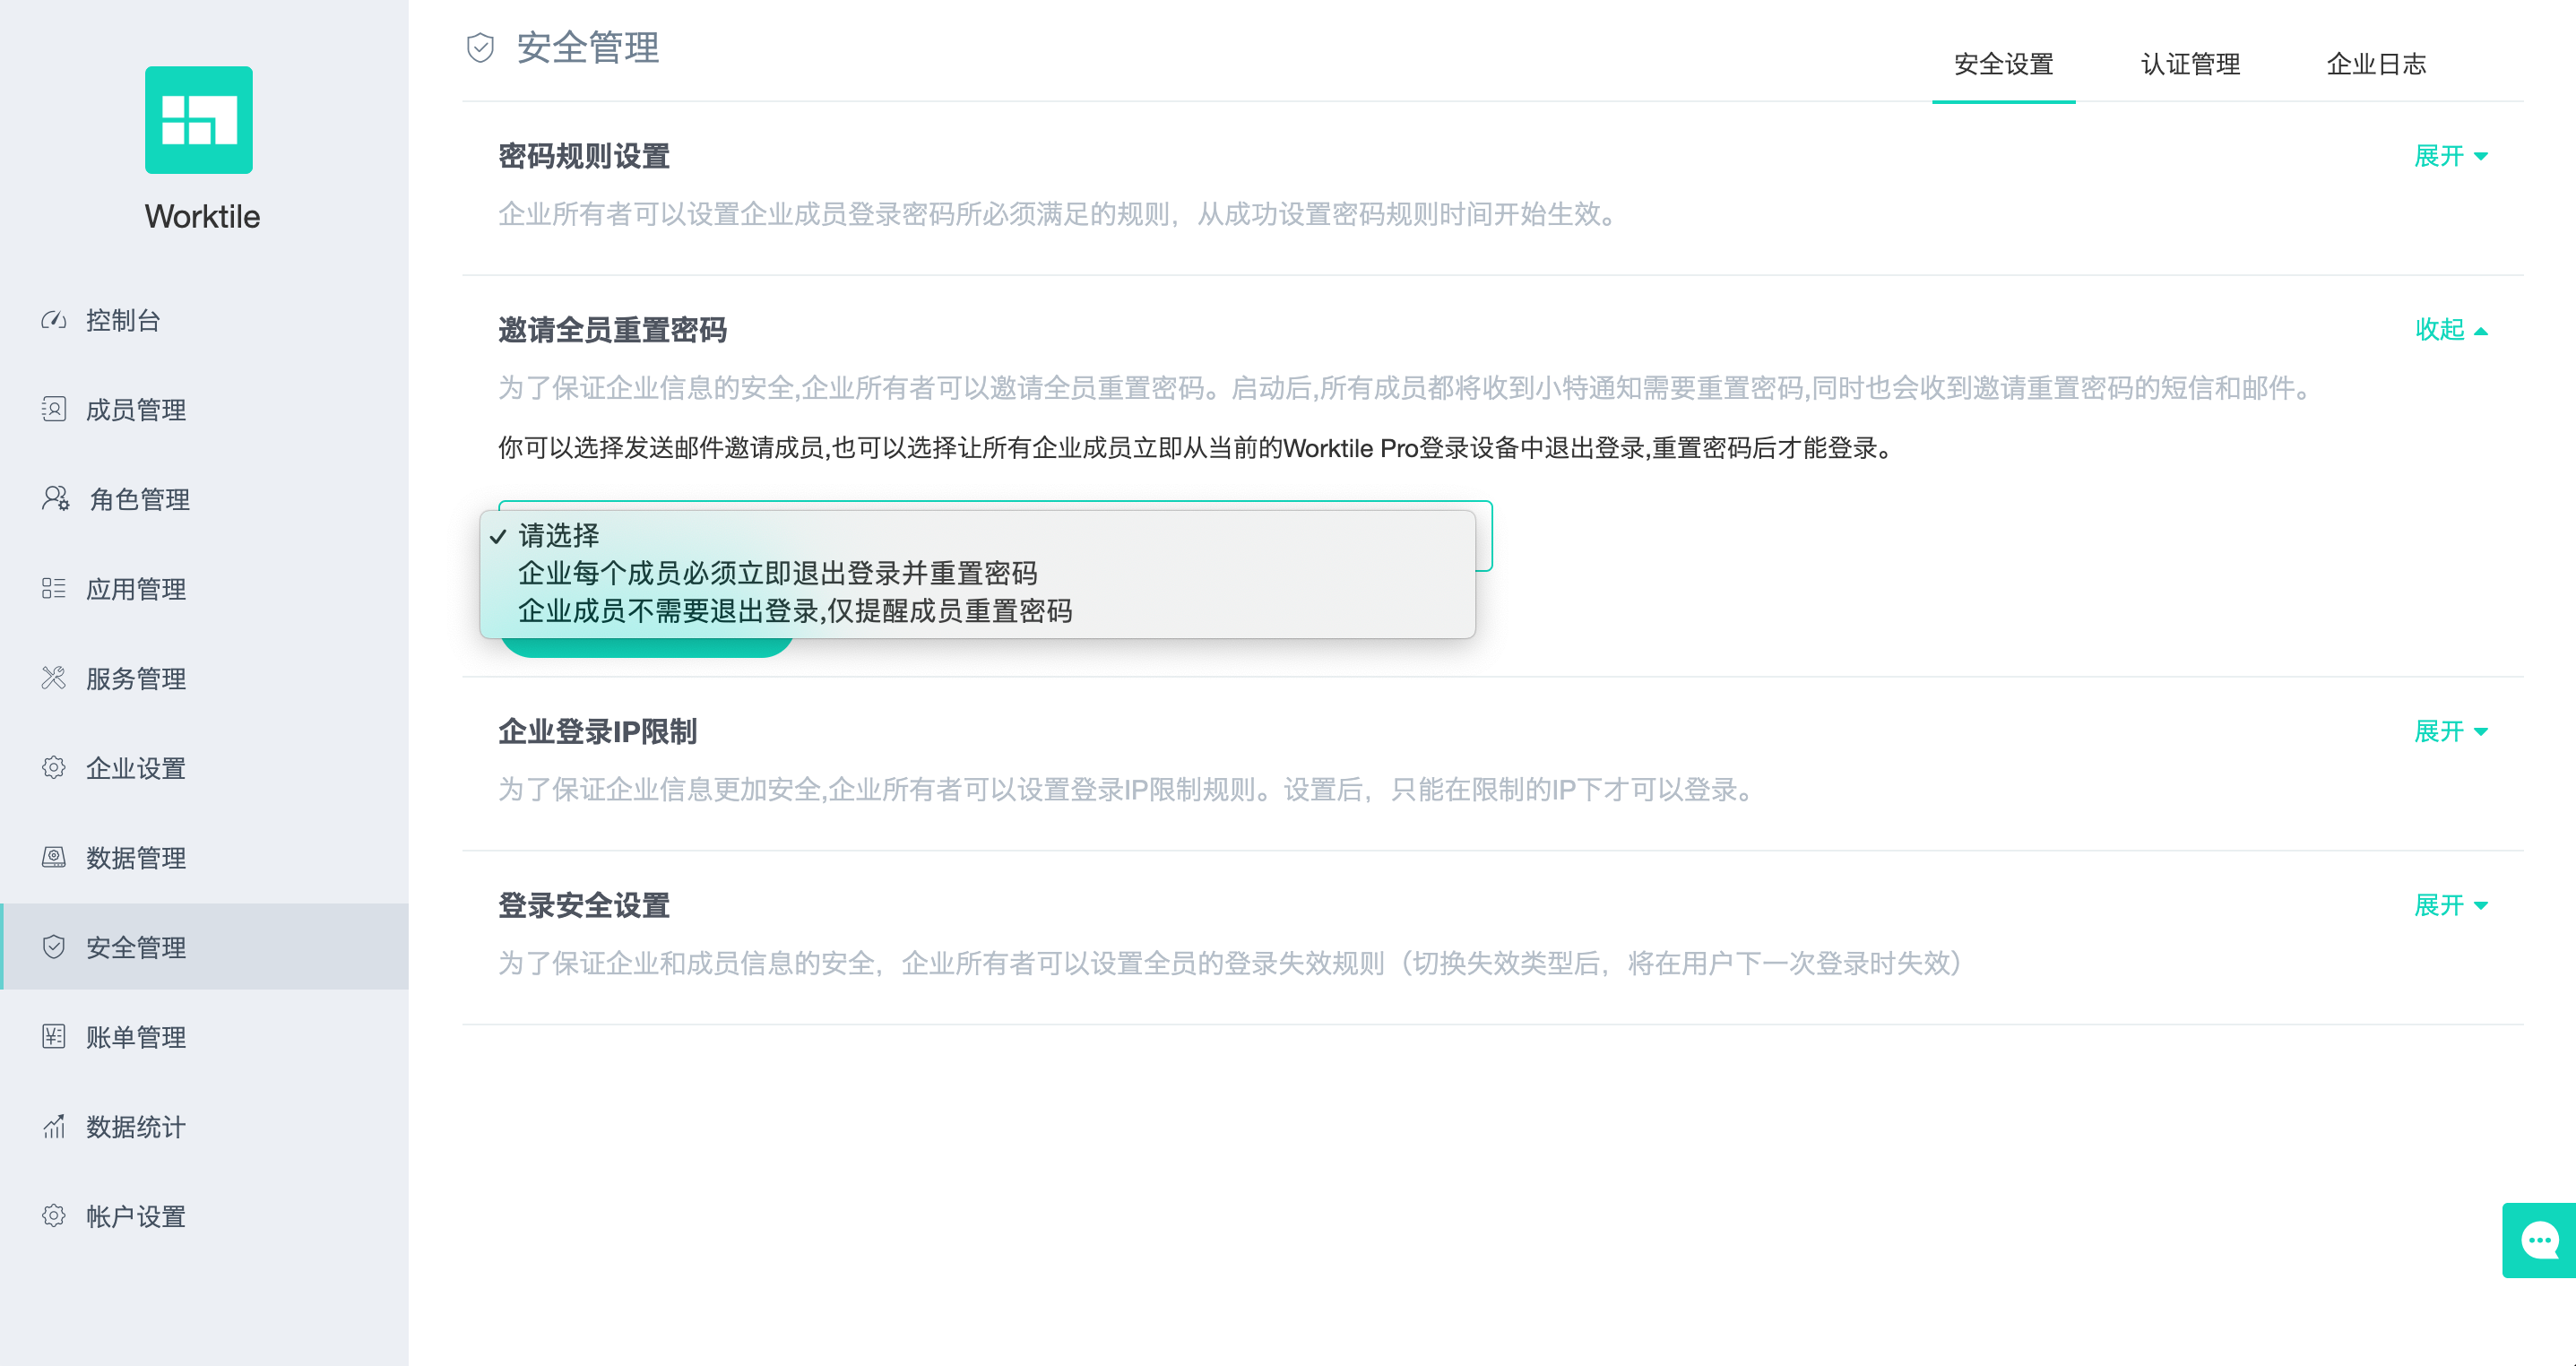 Worktile
控制台
成员管理
角色管理
应用管理
服务管理
企业设置
数据管理
安全管理
账单管理
数据统计
帐户设置
安全管理
安全设置
认证管理
企业日志
密码规则设置
展开
企业所有者可以设置企业成员登录密码所必须满足的规则，从成功设置密码规则时间开始生效。
邀请全员重置密码
收起
为了保证企业信息的安全,企业所有者可以邀请全员重置密码。启动后,所有成员都将收到小特通知需要重置密码,同时也会收到邀请重置密码的短信和邮件。
你可以选择发送邮件邀请成员,也可以选择让所有企业成员立即从当前的Worktile Pro登录设备中退出登录,重置密码后才能登录。
请选择
企业每个成员必须立即退出登录并重置密码
企业成员不需要退出登录,仅提醒成员重置密码
企业登录IP限制
展开
为了保证企业信息更加安全,企业所有者可以设置登录IP限制规则。设置后，只能在限制的IP下才可以登录。
登录安全设置
展开
为了保证企业和成员信息的安全，企业所有者可以设置全员的登录失效规则（切换失效类型后，将在用户下一次登录时失效）